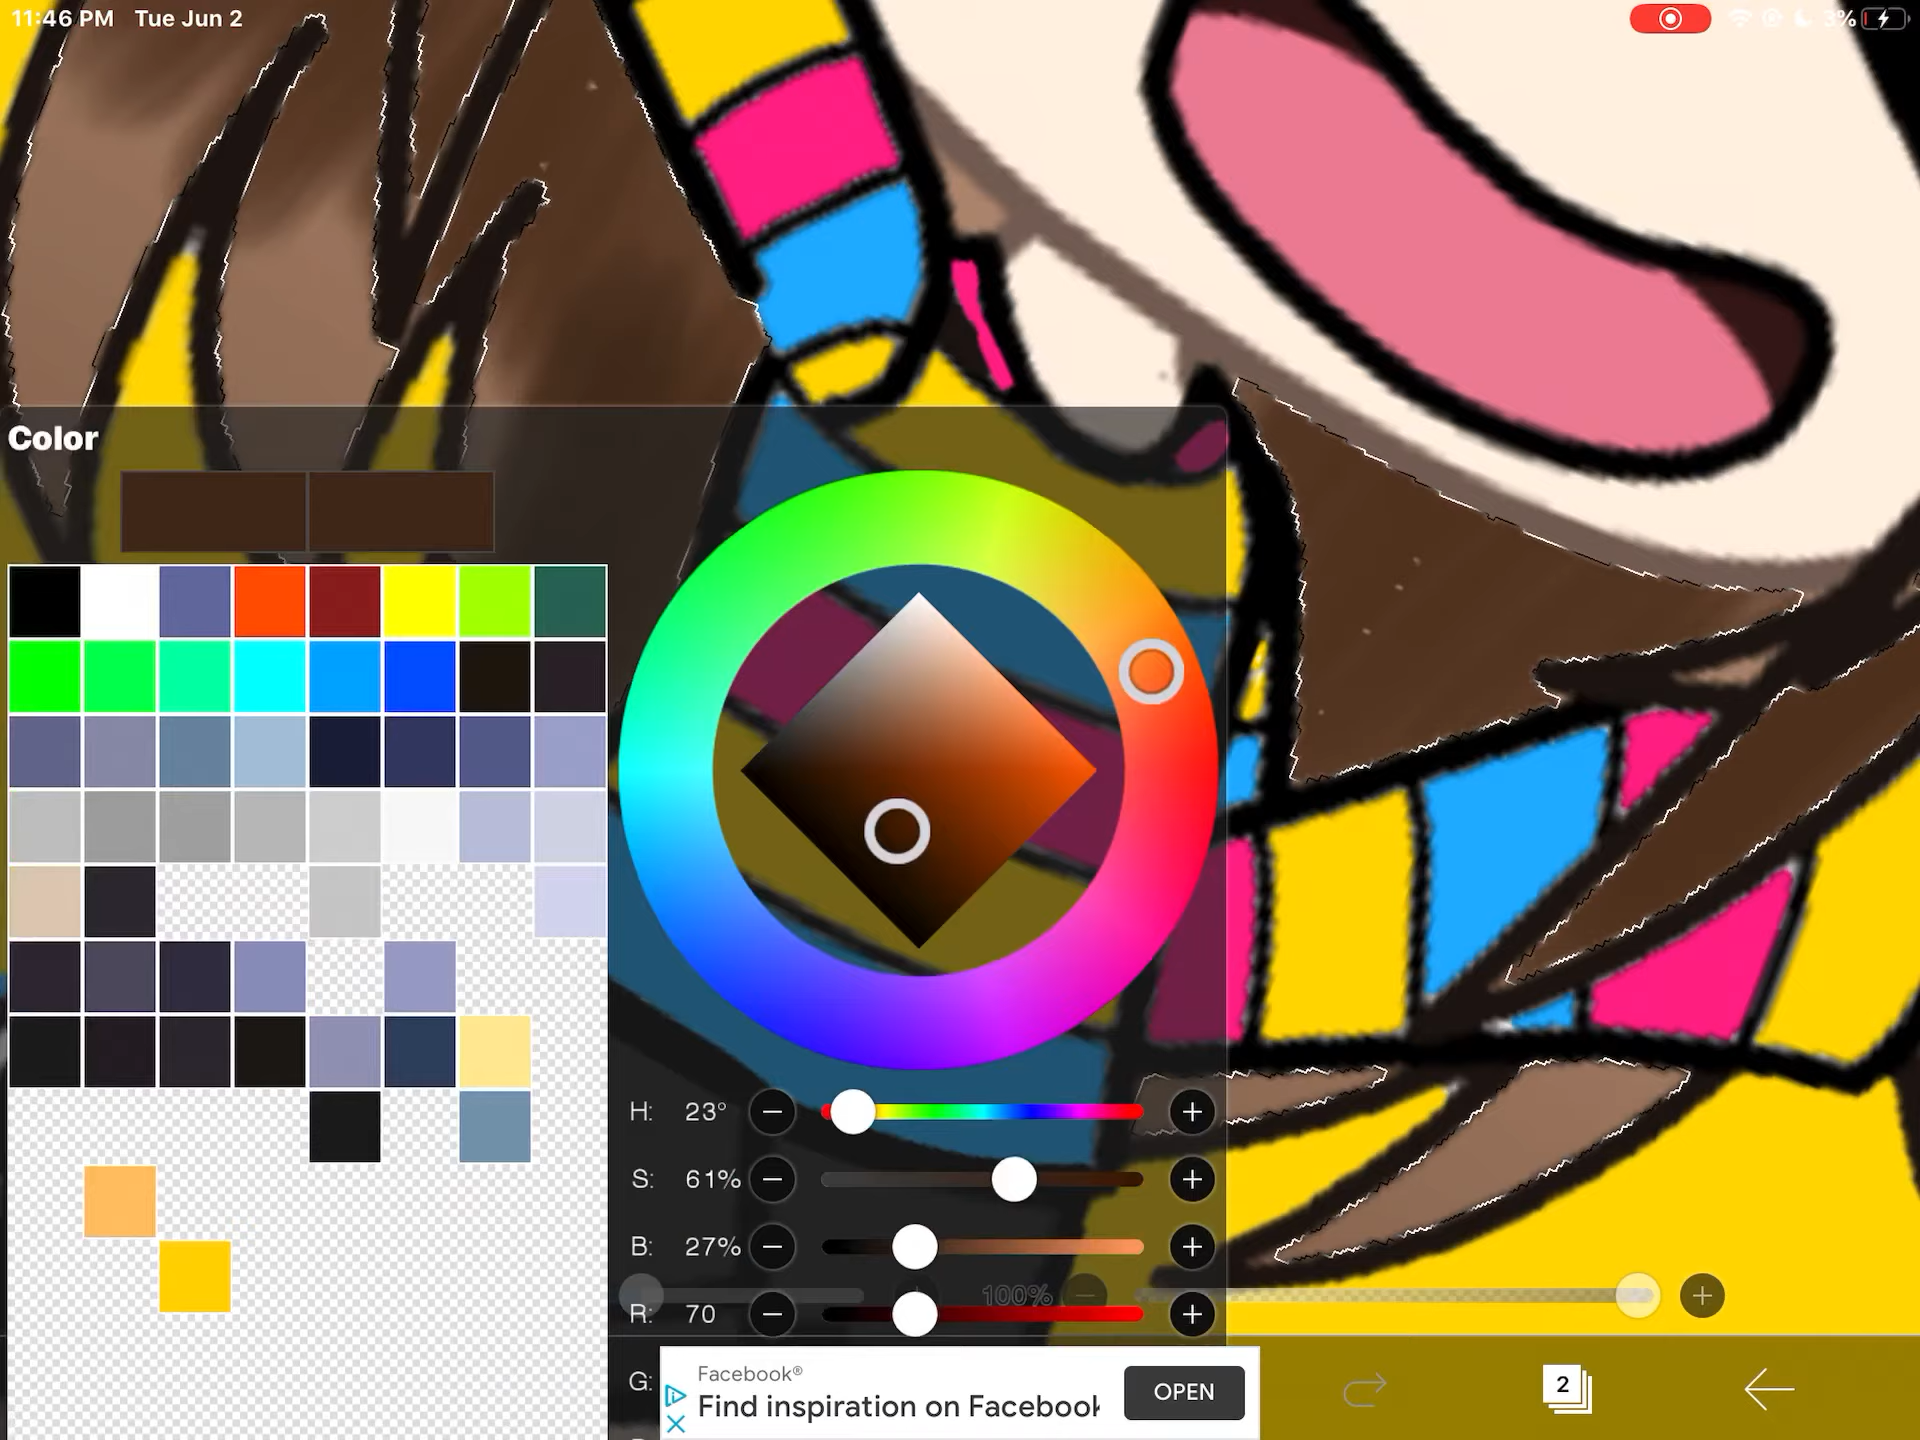 11:46 PM Tue Jun 2
3%
Color
H: 23°
S: 61%
B: 27%
100%
R: 70
G:
Facebook®
Find inspiration on Facebook
OPEN
2